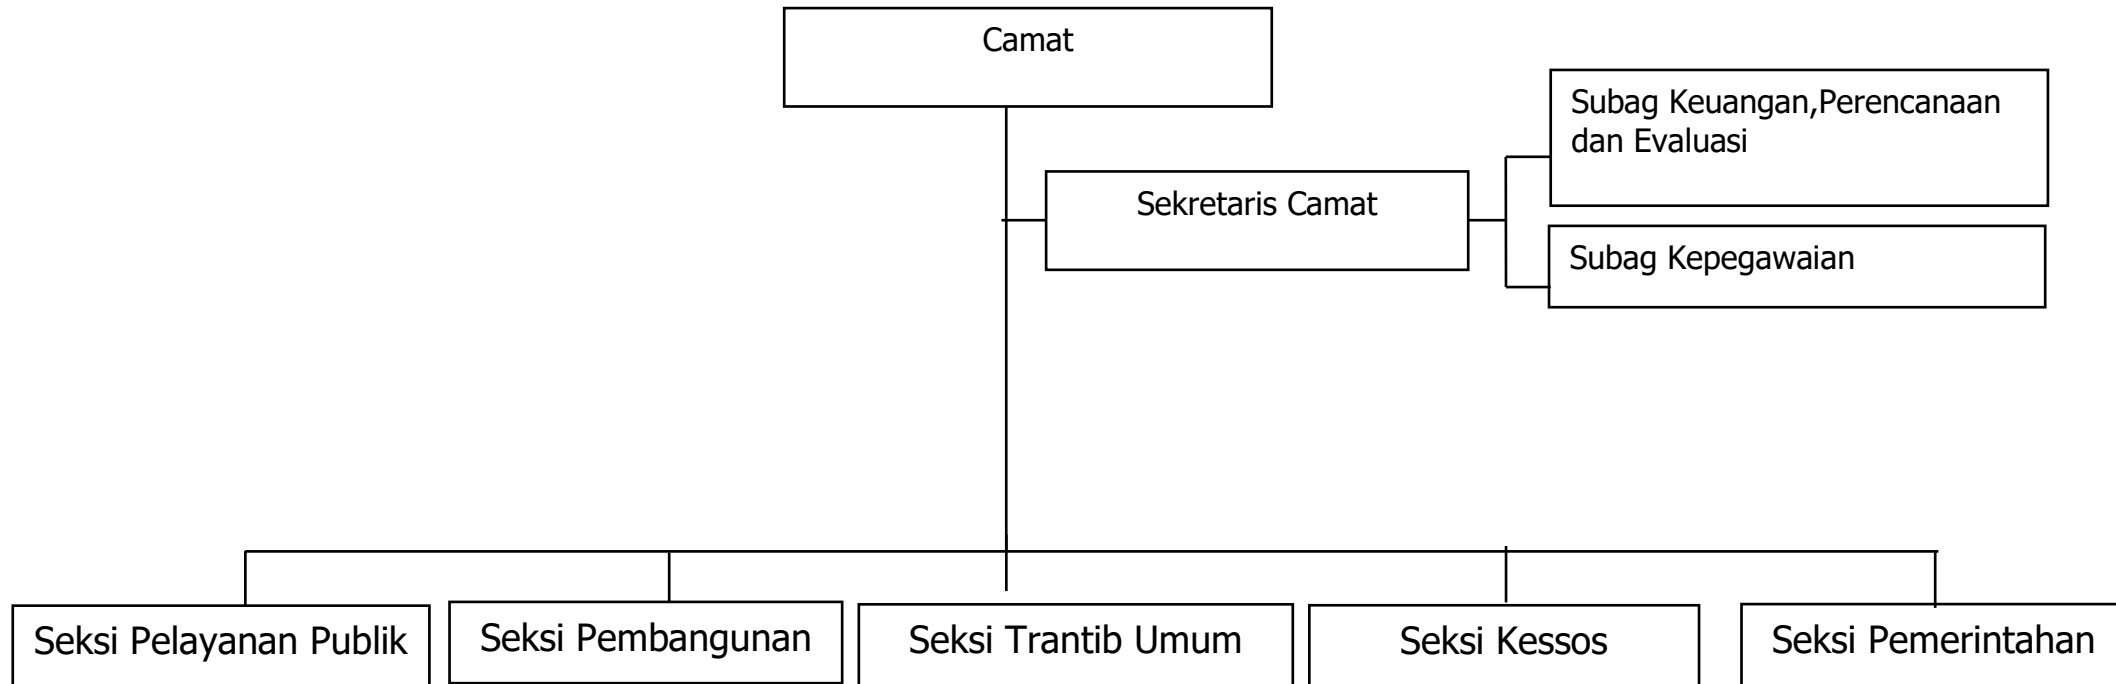 Camat
Subag Keuangan,Perencanaan
dan Evaluasi
Sekretaris Camat
Subag Kepegawaian
Seksi Pelayanan Publik
Seksi Pembangunan
Seksi Trantib Umum
Seksi Kessos
Seksi Pemerintahan